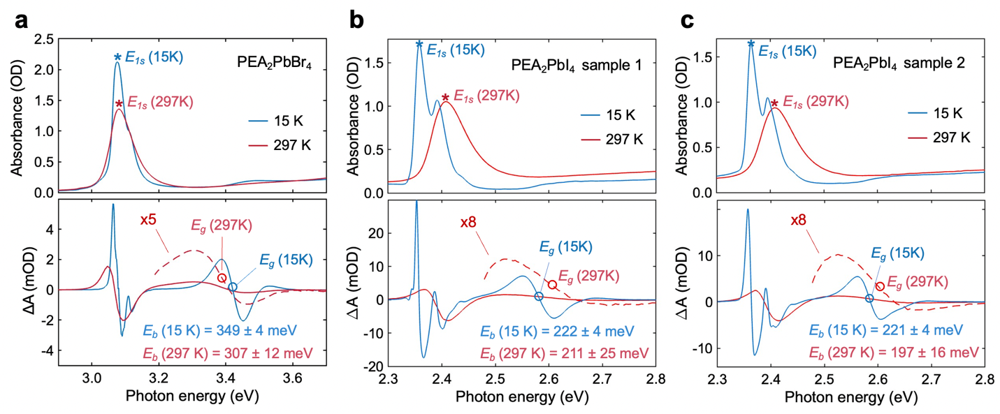 a
2.5
2.0
1.5
1.0
0.5
0.0
Absorbance (OD)
E1s (15K)
E1s (297K)
PEA2PbBr4
15 K
297 K
4
2
0
-2
-4
ΔA (mOD)
x5
Eg (297K)
Eg (15K)
Eb (15 K) = 349 ± 4 meV
Eb (297 K) = 307 ± 12 meV
3.0 3.2 3.4 3.6
Photon energy (eV)
b
1.5
1.0
0.5
0.0
Absorbance (OD)
E1s (15K)
PEA2PbI4 sample 1
E1s (297K)
15 K
297 K
20
10
0
-10
-20
ΔA (mOD)
x8
Eg (15K)
Eg (297K)
Eb (15 K) = 222 ± 4 meV
Eb (297 K) = 211 ± 25 meV
2.3 2.4 2.5 2.6 2.7 2.8
Photon energy (eV)
c
1.5
1.0
0.5
0.0
Absorbance (OD)
E1s (15K)
PEA2PbI4 sample 2
E1s (297K)
15 K
297 K
10
0
-10
ΔA (mOD)
x8
Eg (15K)
Eg (297K)
Eb (15 K) = 221 ± 4 meV
Eb (297 K) = 197 ± 16 meV
2.3 2.4 2.5 2.6 2.7 2.8
Photon energy (eV)